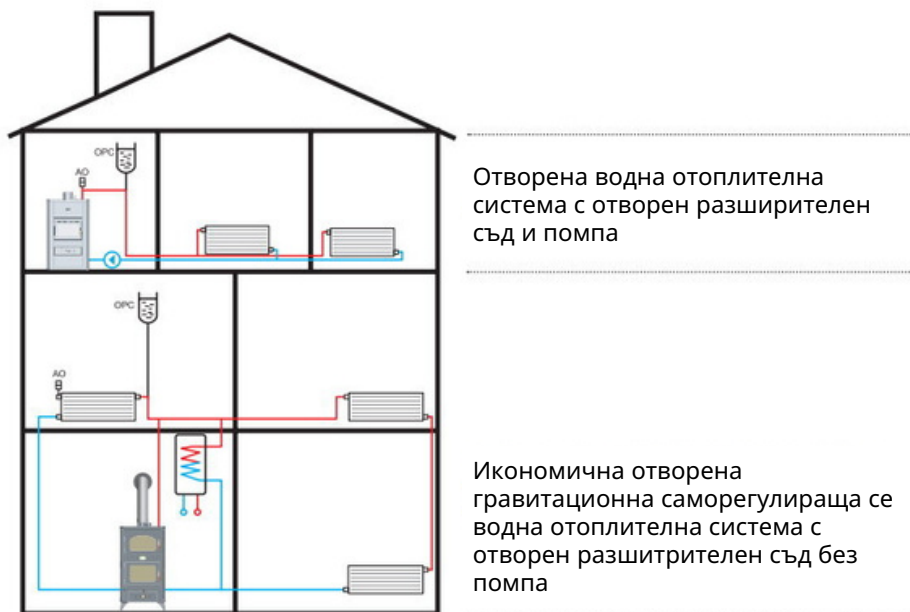 ОРС
АО
Отворена водна отоплителна
система с отворен разширителен
съд и помпа
ОРС
АО
Икономична отворена
гравитационна саморегулираща се
водна отоплителна система с
отворен разшитрителен съд без
помпа